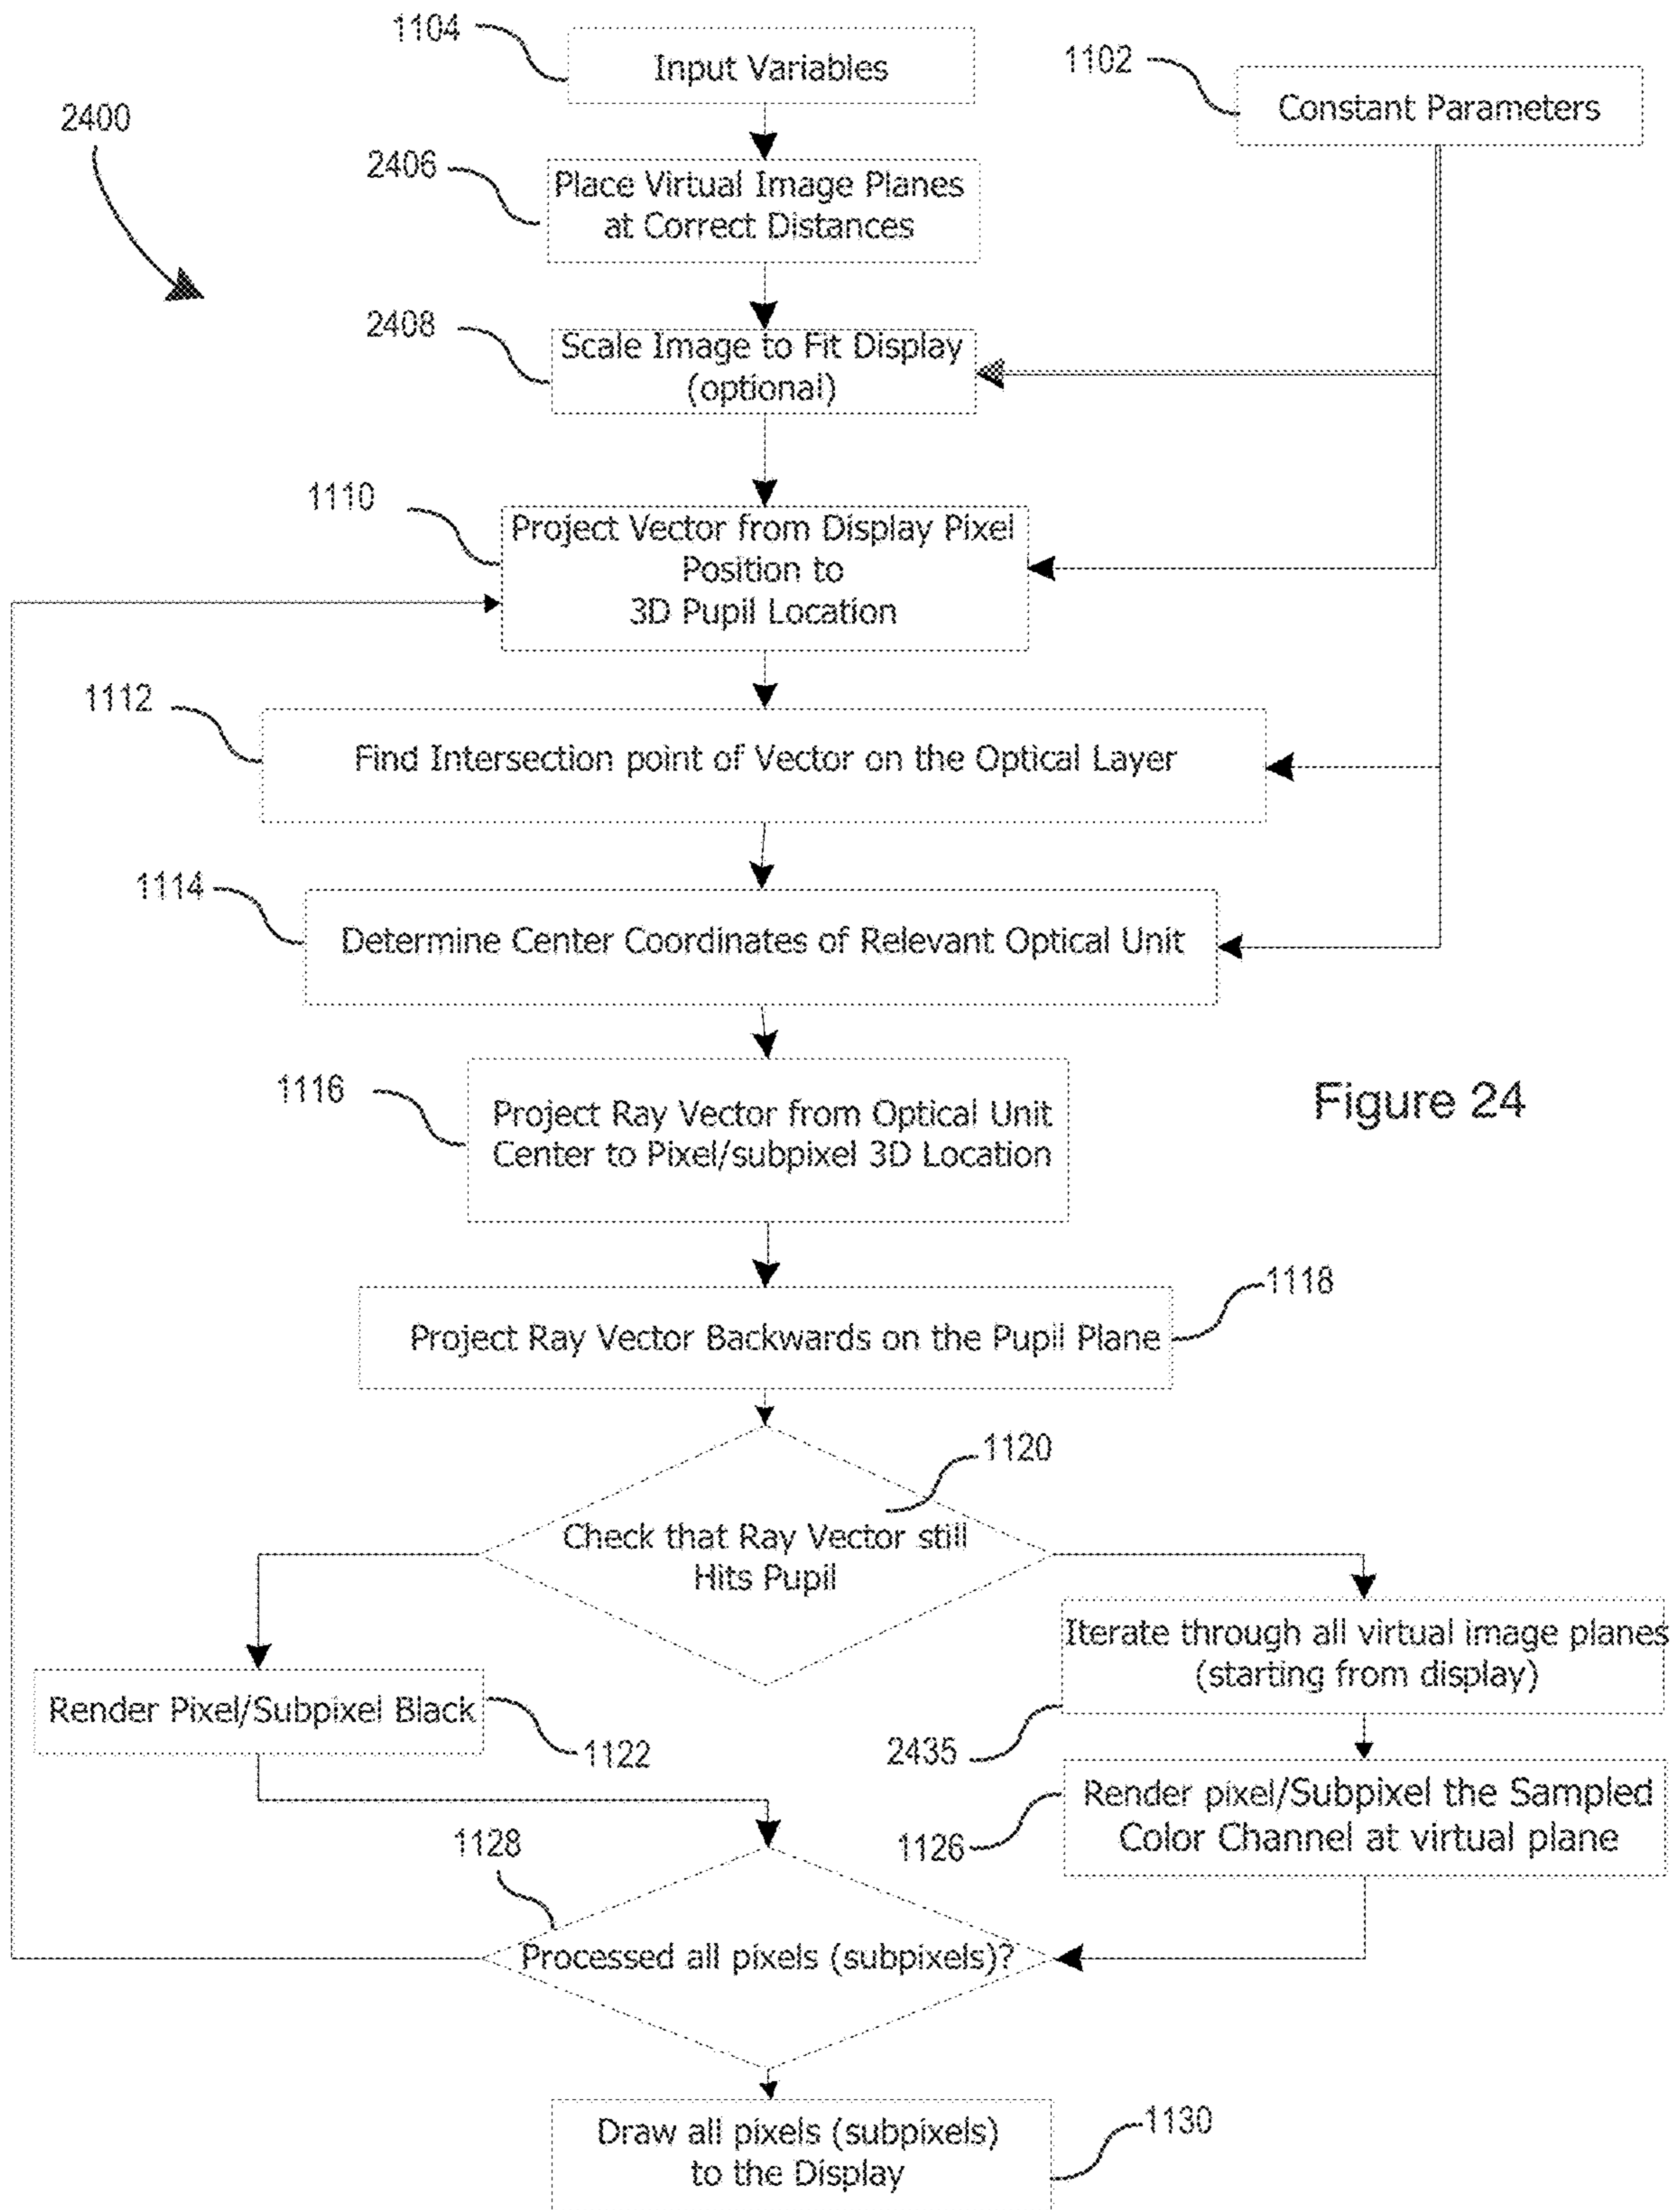 1104
Input Variables
1102
Constant Parameters
2400
2406
Place Virtual Image Planes
at Correct Distances
2408
Scale Image to Fit Display
(optional)
1110
Project Vector from Display Pixel
Position to
3D Pupil Location
1112
Find Intersection point of Vector on the Optical Layer
1114
Determine Center Coordinates of Relevant Optical Unit
1116
Project Ray Vector from Optical Unit
Center to Pixel/subpixel 3D Location
Figure 24
1118
Project Ray Vector Backwards on the Pupil Plane
1120
Check that Ray Vector still
Hits Pupil
Iterate through all virtual image planes
(starting from display)
2435
Render Pixel/Subpixel Black
1122
Render pixel/Subpixel the Sampled
Color Channel at virtual plane
1126
1128
Processed all pixels (subpixels)?
Draw all pixels (subpixels)
to the Display
1130